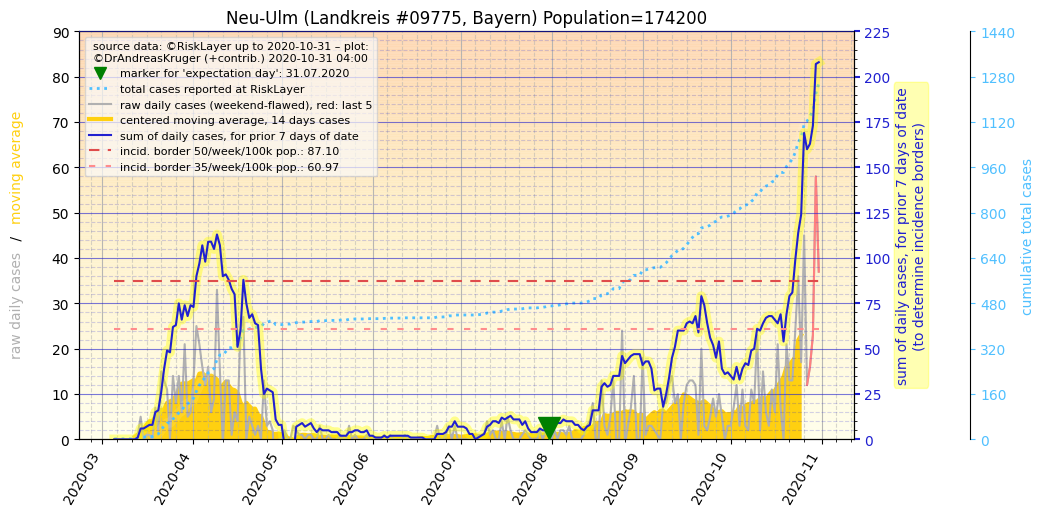 Neu-Ulm (Landkreis #09775, Bayern) Population=174200
source data: ©RiskLayer up to 2020-10-31 – plot:
©DrAndreasKruger (+contrib.) 2020-10-31 04:00
marker for 'expectation day': 31.07.2020
total cases reported at RiskLayer
raw daily cases (weekend-flawed), red: last 5
centered moving average, 14 days cases
sum of daily cases, for prior 7 days of date
incid. border 50/week/100k pop.: 87.10
incid. border 35/week/100k pop.: 60.97
raw daily cases / moving average
90
80
70
60
50
40
30
20
10
0
2020-03
2020-04
2020-05
2020-06
2020-07
2020-08
2020-09
2020-10
2020-11
225
200
175
150
125
100
75
50
25
0
sum of daily cases, for prior 7 days of date
(to determine incidence borders)
1440
1280
1120
960
800
640
480
320
160
0
cumulative total cases